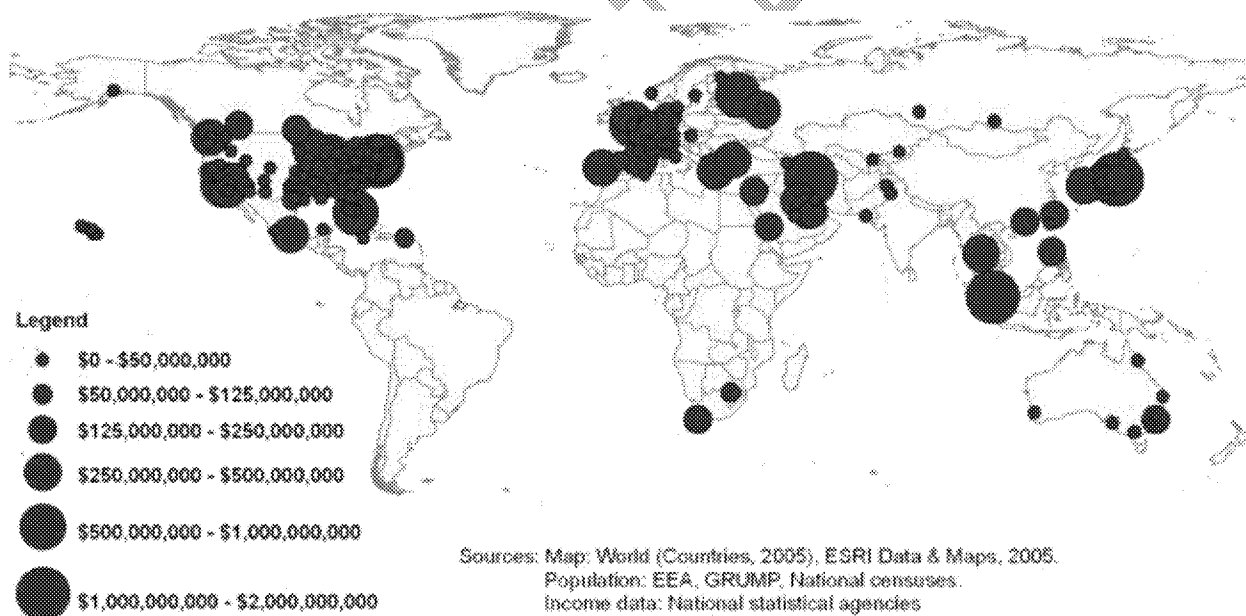 Legend
$0 - $50,000,000
$50,000,000 - $125,000,000
$125,000,000 - $250,000,000
$250,000,000 - $500,000,000
$500,000,000 - $1,000,000,000
$1,000,000,000 - $2,000,000,000
Sources: Map: World (Countries, 2005), ESRI Data & Maps, 2005.
Population: EEA, GRUMP, National censuses.
Income data: National statistical agencies